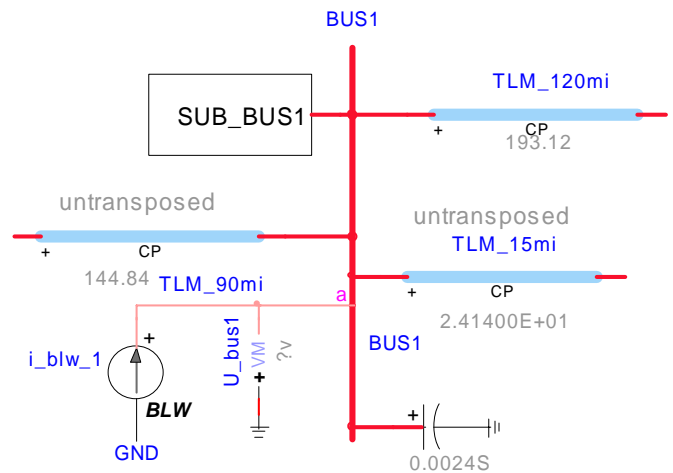 BUS1
TLM_120mi
SUB_BUS1
+
CP
193.12
untransposed
untransposed
TLM_15mi
+
CP
144.84
TLM_90mi
+
CP
2.41400E+01
a
BUS1
i_blw_1
+
BLW
GND
U_bus1
+VM
?v
+
0.0024S